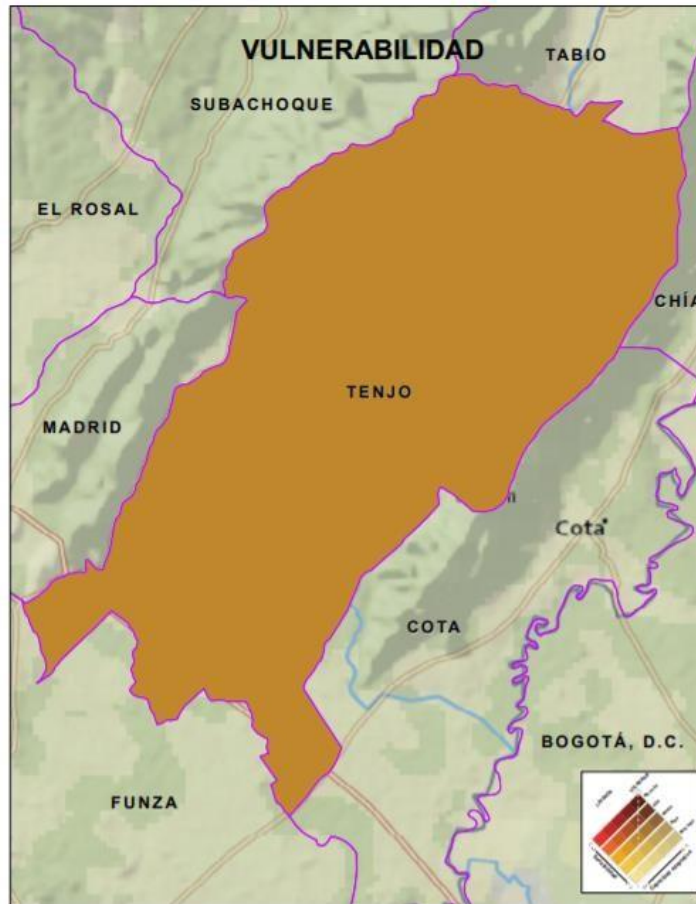 VULNERABILIDAD
TABIO
SUBACHOQUE
EL ROSAL
CHÍA
TENJO
MADRID
Cota
COTA
BOGOTÁ, D.C.
FUNZA